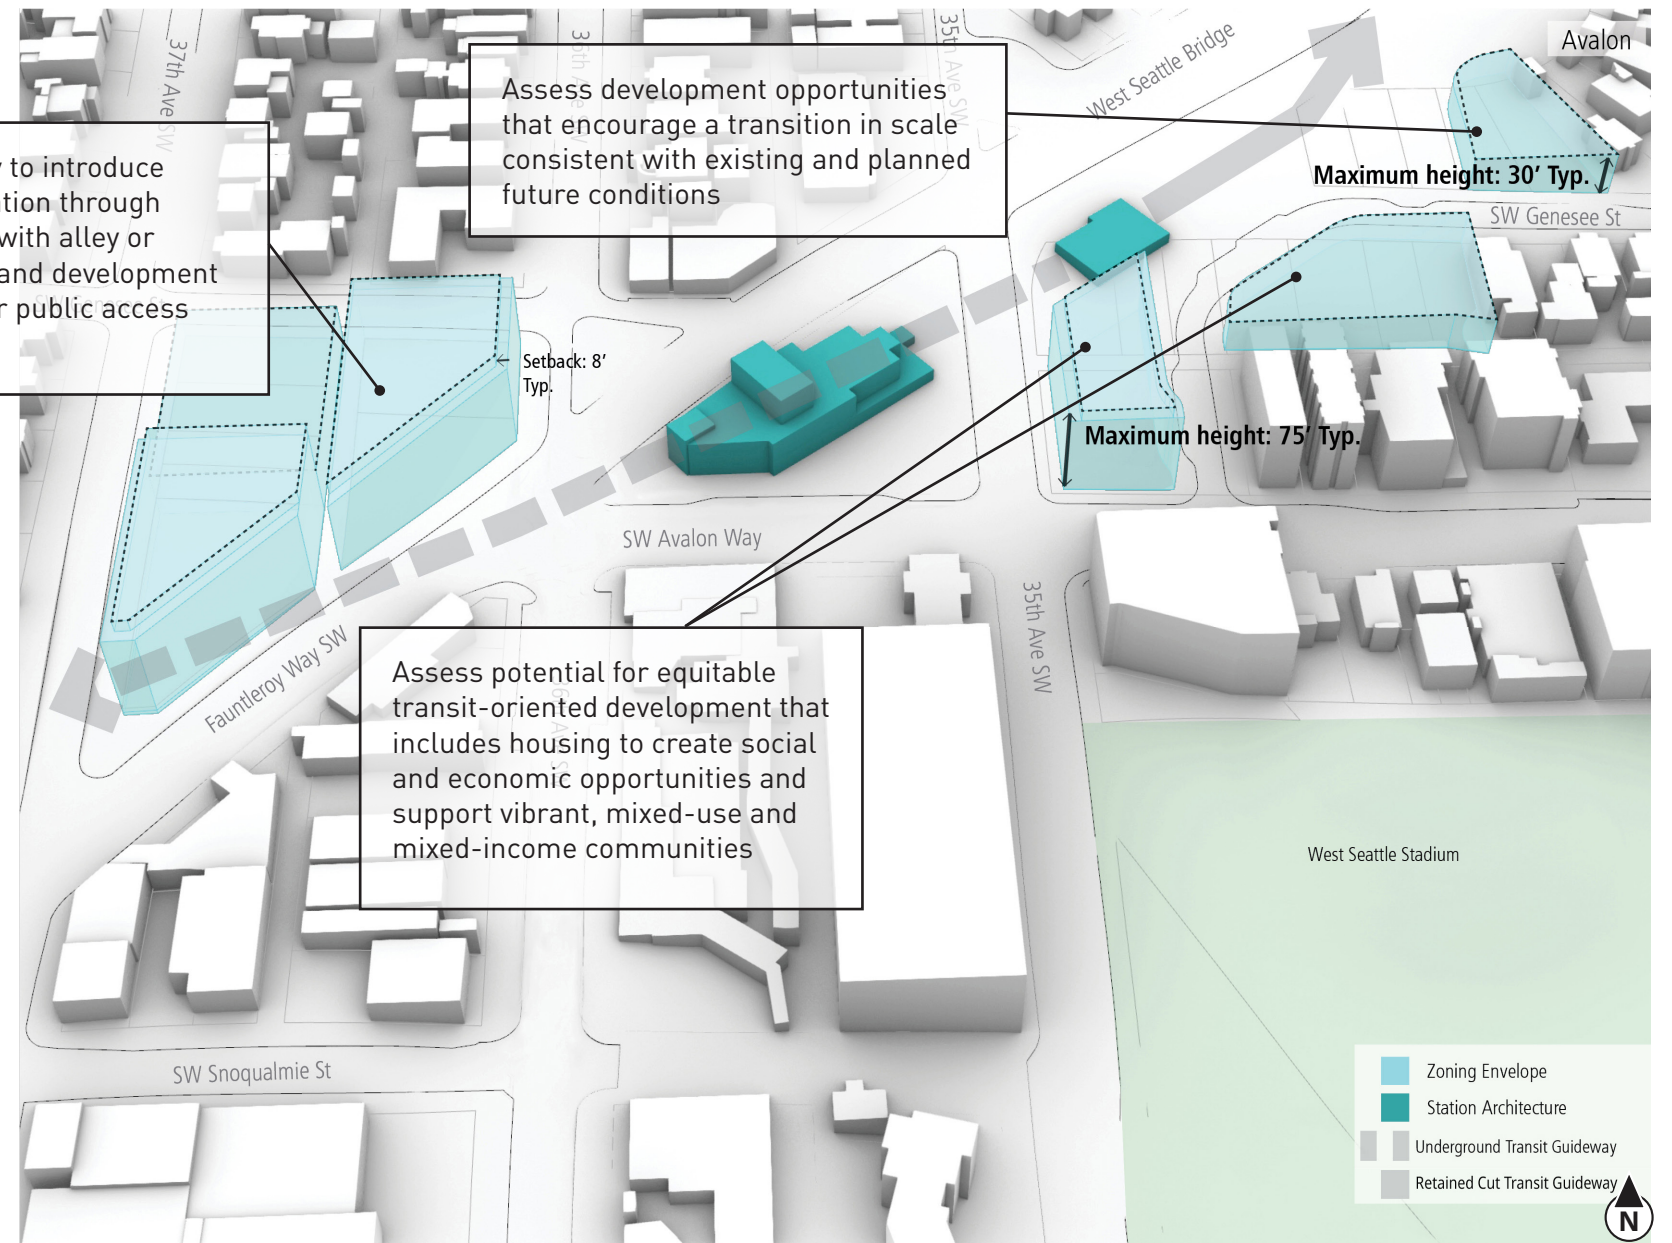 Avalon
37th Ave SW
35th Ave SW
West Seattle Bridge
Assess development opportunities
that encourage a transition in scale
consistent with existing and planned
future conditions
to introduce
through
with alley or
and development
public access
Maximum height: 30’ Typ.
SW Genesee St
Setback: 8’
Typ.
Maximum height: 75’ Typ.
SW Avalon Way
35th Ave SW
Fauntleroy Way SW
Assess potential for equitable
transit-oriented development that
includes housing to create social
and economic opportunities and
support vibrant, mixed-use and
mixed-income communities
West Seattle Stadium
SW Snoqualmie St
Zoning Envelope
Station Architecture
Underground Transit Guideway
Retained Cut Transit Guideway
N